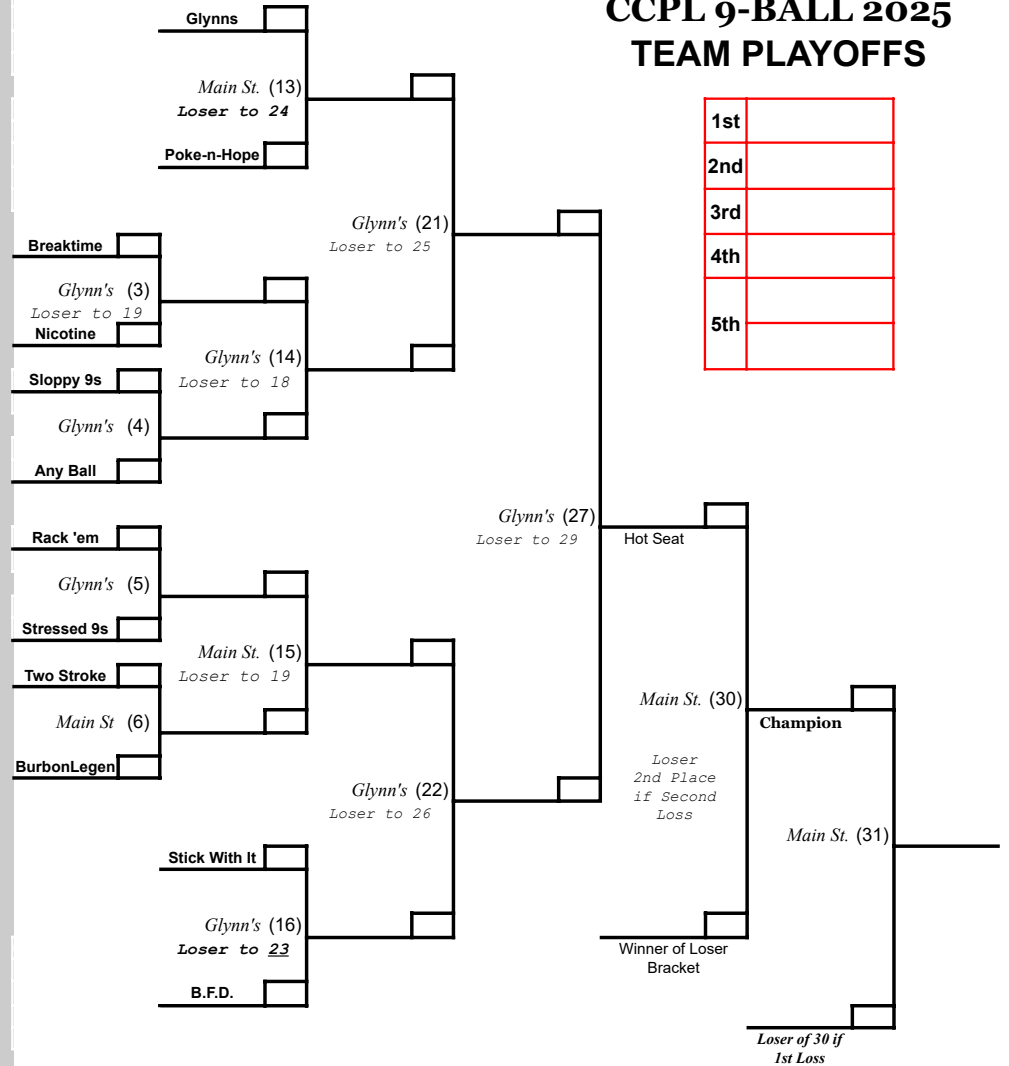 CCPL 9-BALL 2025
TEAM PLAYOFFS
1st
2nd
3rd
4th
5th
Glynns
Main St. (13)
Loser to 24
Poke-n-Hope
Glynn's (21)
Loser to 25
Breaktime
Glynn's (3)
Loser to 19
Nicotine
Glynn's (14)
Loser to 18
Sloppy 9s
Glynn's (4)
Any Ball
Glynn's (27)
Loser to 29
Hot Seat
Rack 'em
Glynn's (5)
Stressed 9s
Main St. (15)
Loser to 19
Two Stroke
Main St (6)
BurbonLegen
Glynn's (22)
Loser to 26
Stick With It
Glynn's (16)
Loser to 23
B.F.D.
Main St. (30)
Loser
2nd Place
if Second
Loss
Champion
Main St. (31)
Winner of Loser
Bracket
Loser of 30 if
1st Loss